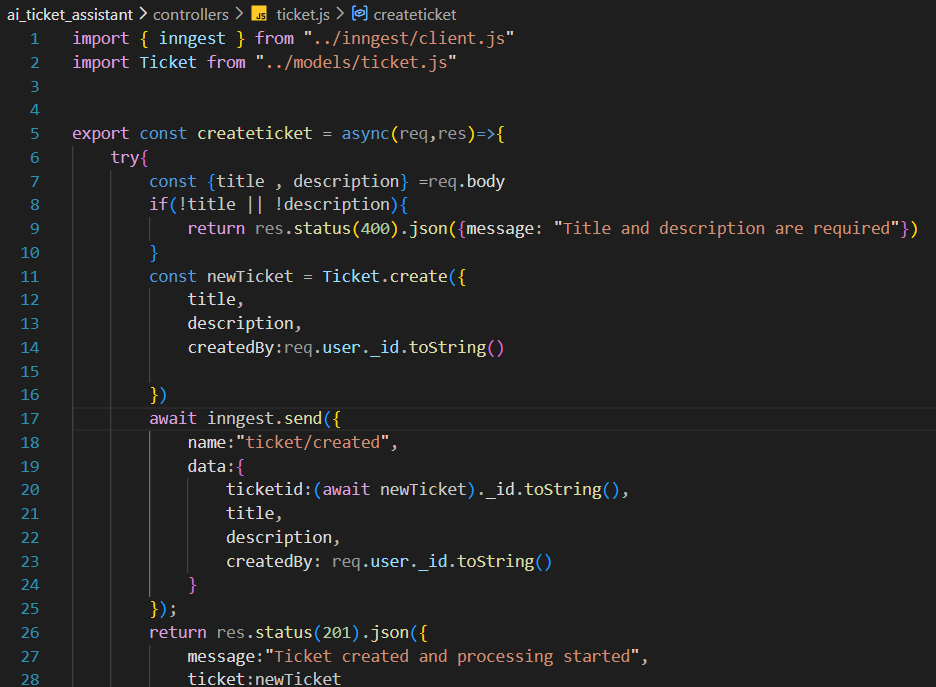 ai_ticket_assistant > controllers > JS ticket.js > createticket
1 import { inngest } from "../inngest/client.js"
2 import Ticket from "../models/ticket.js"
3
4
5 export const createticket = async(req,res)=>{
6     try{
7         const {title , description} =req.body
8         if(!title || !description){
9             return res.status(400).json({message: "Title and description are required"})
10         }
11         const newTicket = Ticket.create({
12             title,
13             description,
14             createdBy:req.user._id.toString()
15
16         })
17         await inngest.send({
18             name:"ticket/created",
19             data:{
20                 ticketid:(await newTicket)._id.toString(),
21                 title,
22                 description,
23                 createdBy: req.user._id.toString()
24             }
25         });
26         return res.status(201).json({
27             message:"Ticket created and processing started",
28             ticket:newTicket